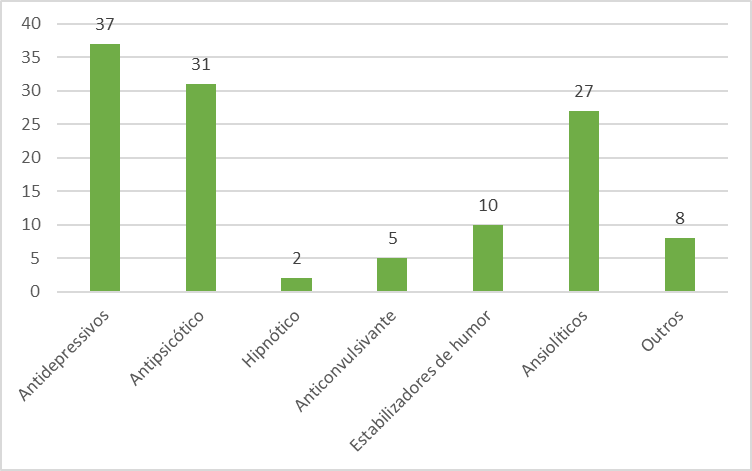 40
35
30
25
20
15
10
5
0
37
31
2
5
10
27
8
Antidepressivos
Antipsicótico
Hipnótico
Anticonvulsivante
Estabilizadores de humor
Ansiolíticos
Outros